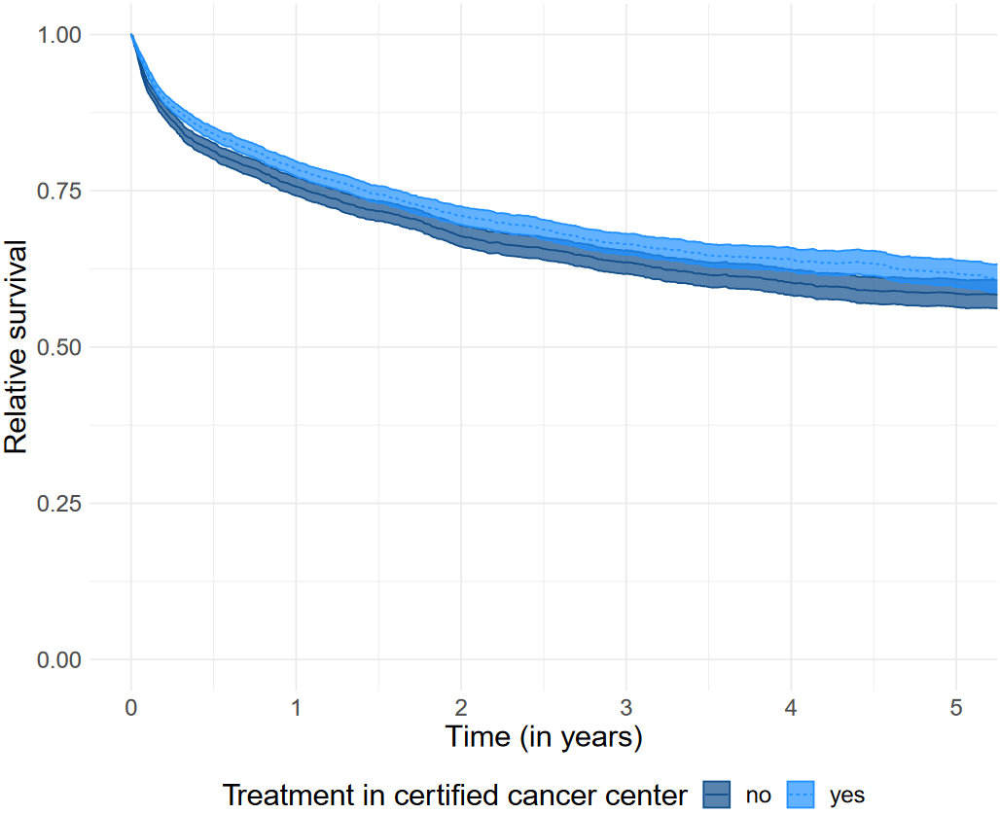 Relative survival
1.00
0.75
0.50
0.25
0.00
0 1 2 3 4 5
Time (in years)
Treatment in certified cancer center no yes